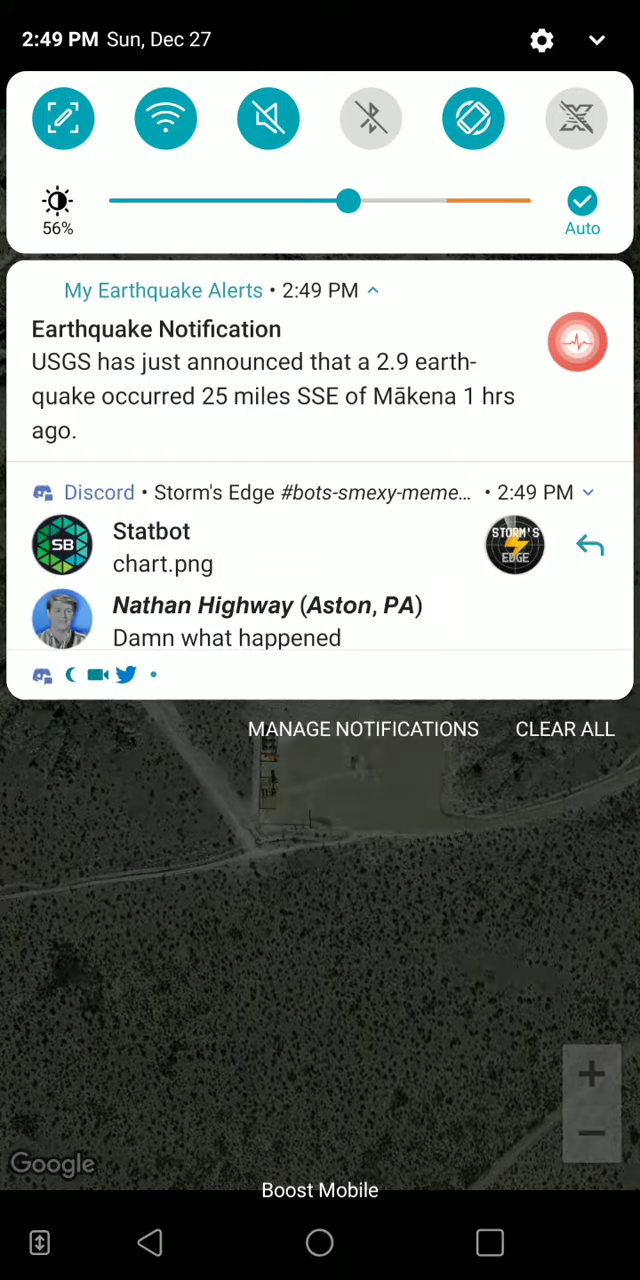 2:49 PM Sun, Dec 27
56%
Auto
My Earthquake Alerts • 2:49 PM
Earthquake Notification
USGS has just announced that a 2.9 earth-
quake occurred 25 miles SSE of Mākena 1 hrs
ago.
Discord • Storm's Edge #bots-smexy-meme… • 2:49 PM
Statbot
chart.png
SB
STORM'S
EDGE
Nathan Highway (Aston, PA)
Damn what happened
MANAGE NOTIFICATIONS CLEAR ALL
Google
Boost Mobile